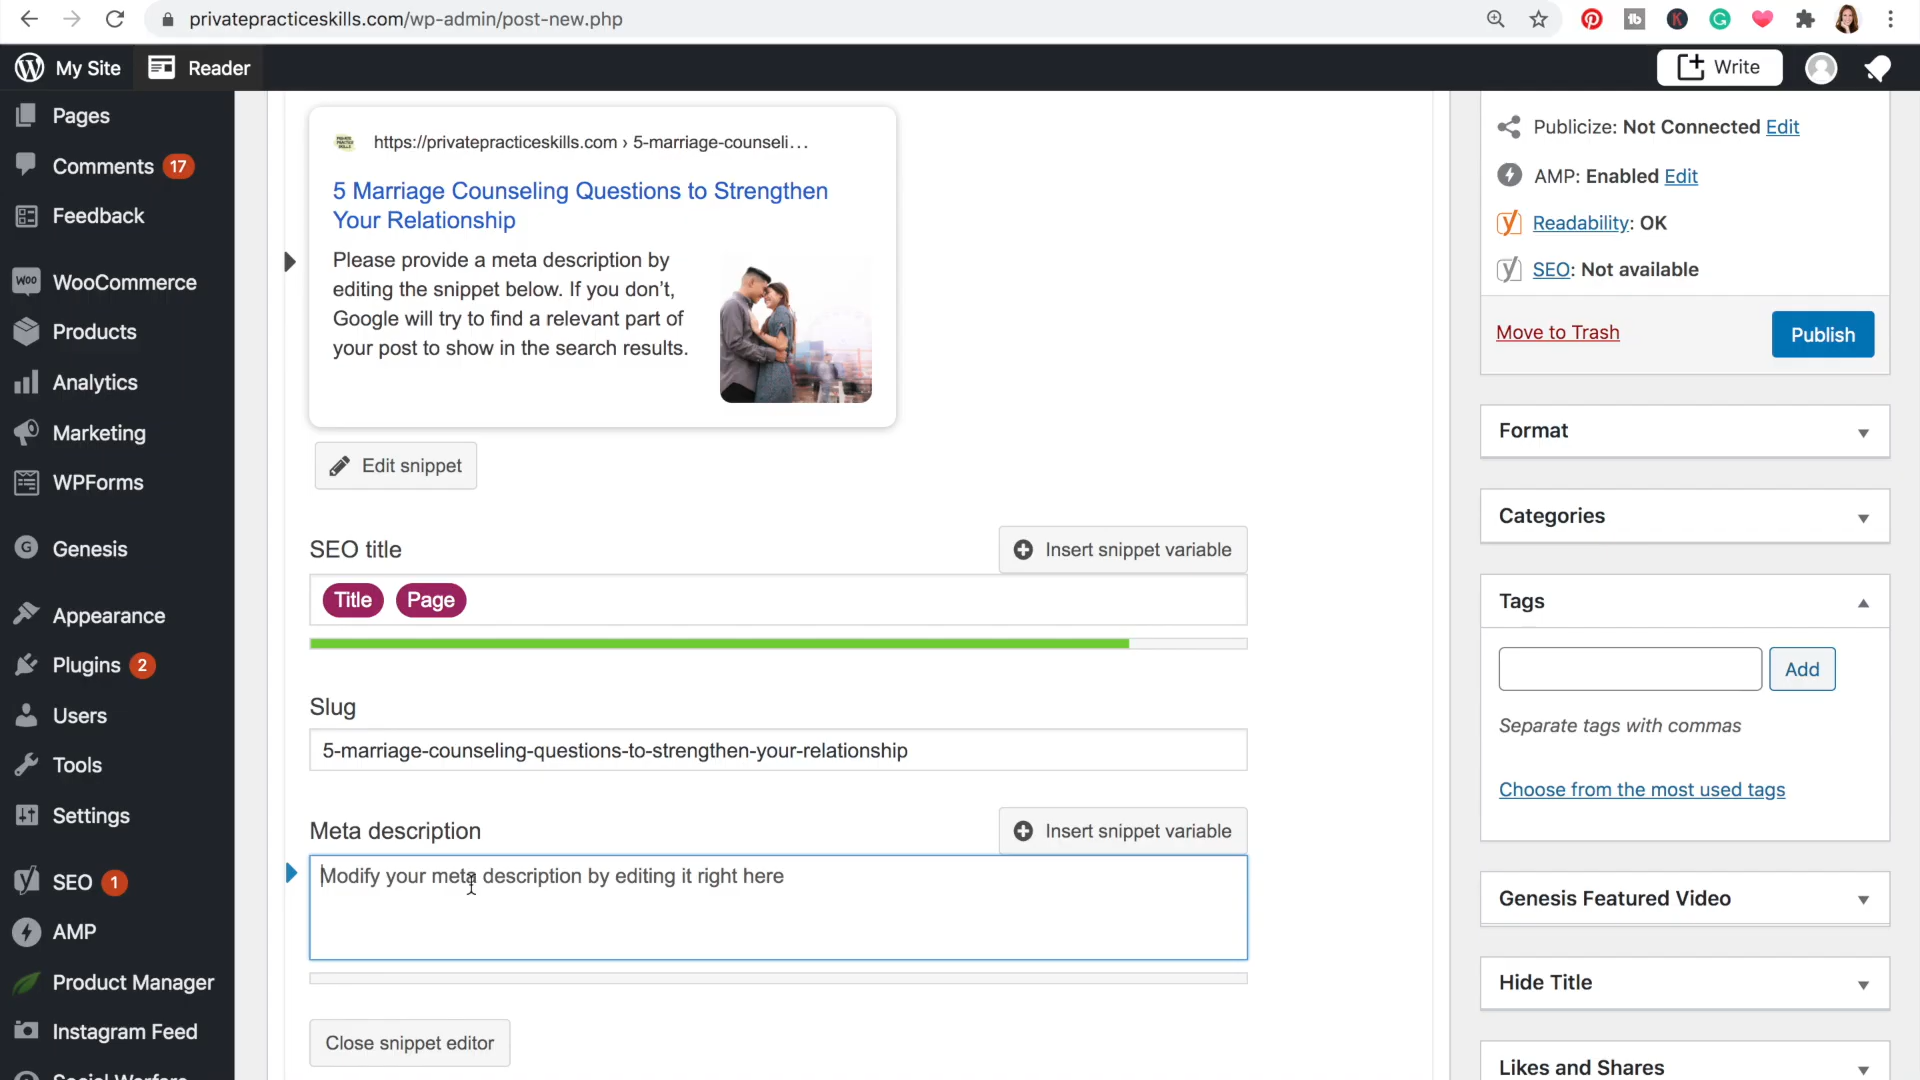 privatepracticeskills.com/wp-admin/post-new.php
My Site
Reader
Write
Pages
Comments 17
Feedback
WooCommerce
Products
Analytics
Marketing
WPForms
Genesis
Appearance
Plugins 2
Users
Tools
Settings
SEO 1
AMP
Product Manager
Instagram Feed
Social Warfare
https://privatepracticeskills.com › 5-marriage-counseli…
5 Marriage Counseling Questions to Strengthen
Your Relationship
Please provide a meta description by
editing the snippet below. If you don't,
Google will try to find a relevant part of
your post to show in the search results.
Edit snippet
SEO title
Insert snippet variable
Title Page
Slug
5-marriage-counseling-questions-to-strengthen-your-relationship
Meta description
Insert snippet variable
Modify your meta description by editing it right here
Close snippet editor
Publicize: Not Connected Edit
AMP: Enabled Edit
Readability: OK
SEO: Not available
Move to Trash
Publish
Format
Categories
Tags
Add
Separate tags with commas
Choose from the most used tags
Genesis Featured Video
Hide Title
Likes and Shares